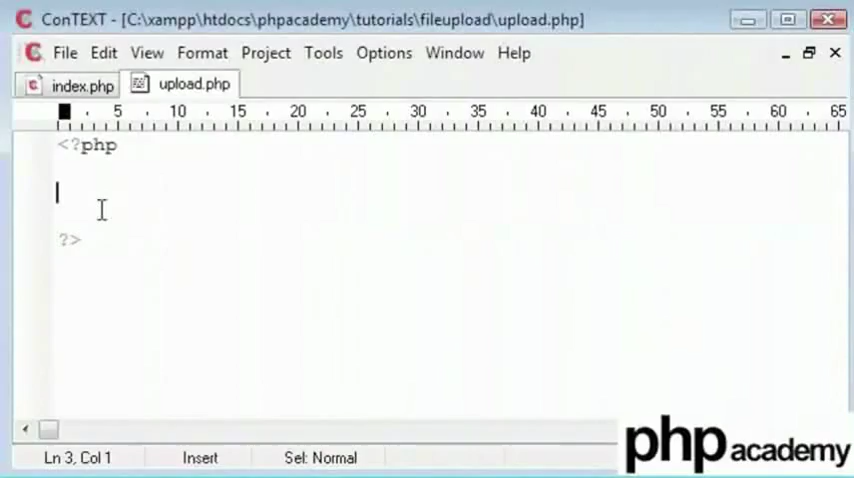 ConTEXT - [C:\xampp\htdocs\phpacademy\tutorials\fileupload\upload.php]
File Edit View Format Project Tools Options Window Help
index.php upload.php
5 10 15 20 25 30 35 40 45 50 55 60 65
<?php
?>
Ln 3, Col 1 Insert Sel: Normal
php academy